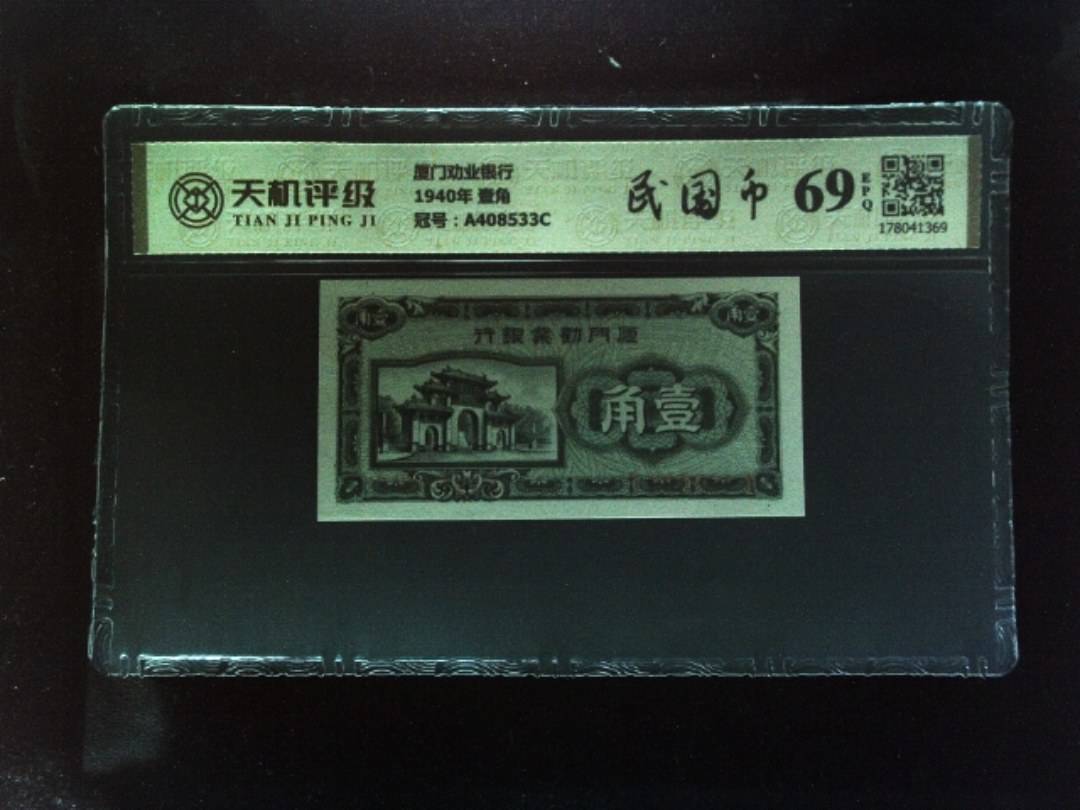 天机评级
TIAN JI PING JI
厦门劝业银行
1940年 壹角
冠号：A408533C
民国币
69
EPQ
178041369
角壹
角壹
行銀業勸門廈
角壹